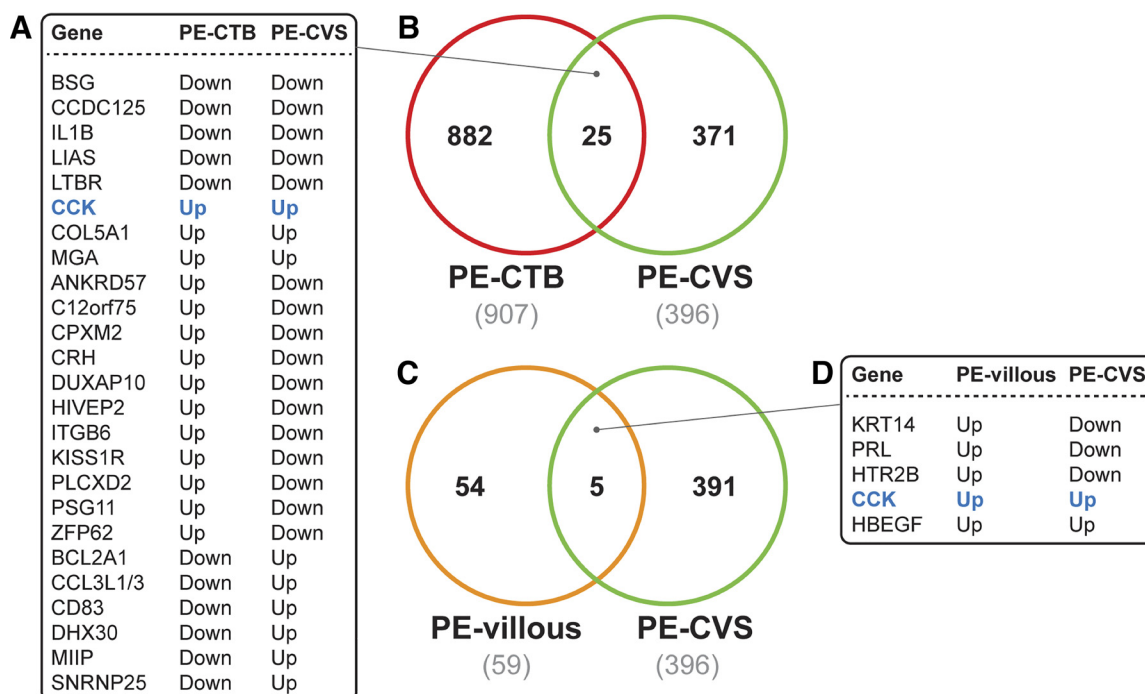 A
Gene PE-CTB PE-CVS
BSG Down Down
CCDC125 Down Down
IL1B Down Down
LIAS Down Down
LTBR Down Down
CCK Up Up
COL5A1 Up Up
MGA Up Up
ANKRD57 Up Down
C12orf75 Up Down
CPXM2 Up Down
CRH Up Down
DUXAP10 Up Down
HIVEP2 Up Down
ITGB6 Up Down
KISS1R Up Down
PLCXD2 Up Down
PSG11 Up Down
ZFP62 Up Down
BCL2A1 Down Up
CCL3L1/3 Down Up
CD83 Down Up
DHX30 Down Up
MIIP Down Up
SNRNP25 Down Up
B
882 25 371
PE-CTB PE-CVS
(907) (396)
C
54 5 391
PE-villous PE-CVS
(59) (396)
D
Gene PE-villous PE-CVS
KRT14 Up Down
PRL Up Down
HTR2B Up Down
CCK Up Up
HBEGF Up Up